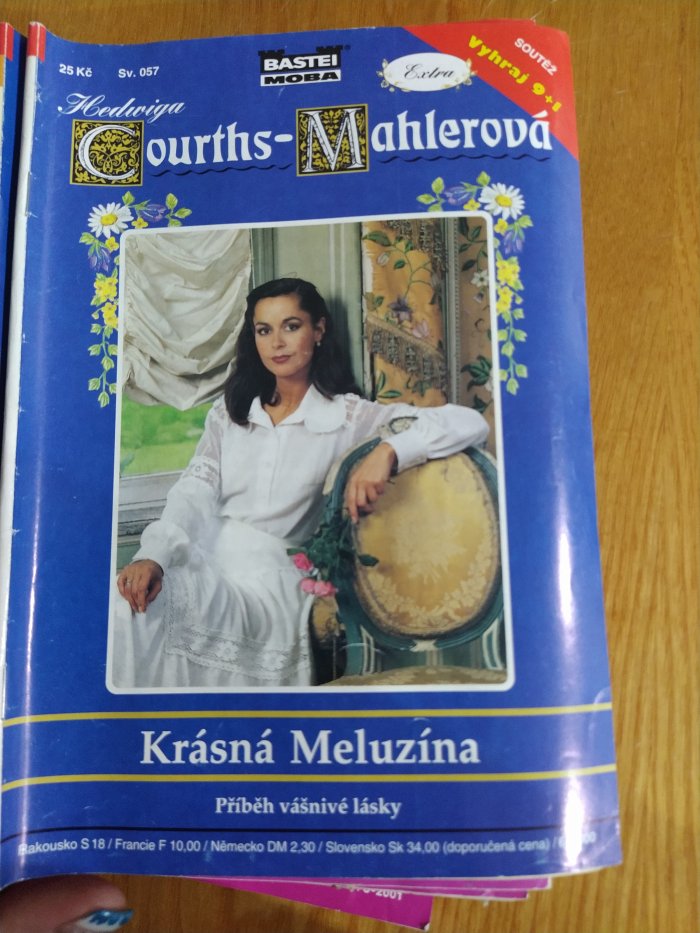 25 Kč Sv. 057
BASTEI
MOBA
Extra
SOUTĚŽ
Vyhraj 9+1
Hedwiga
Courths-Mahlerová
Krásná Meluzína
Příběh vášnivé lásky
Rakousko S 18 / Francie F 10,00 / Německo DM 2,30 / Slovensko Sk 34,00 (doporučená cena) /